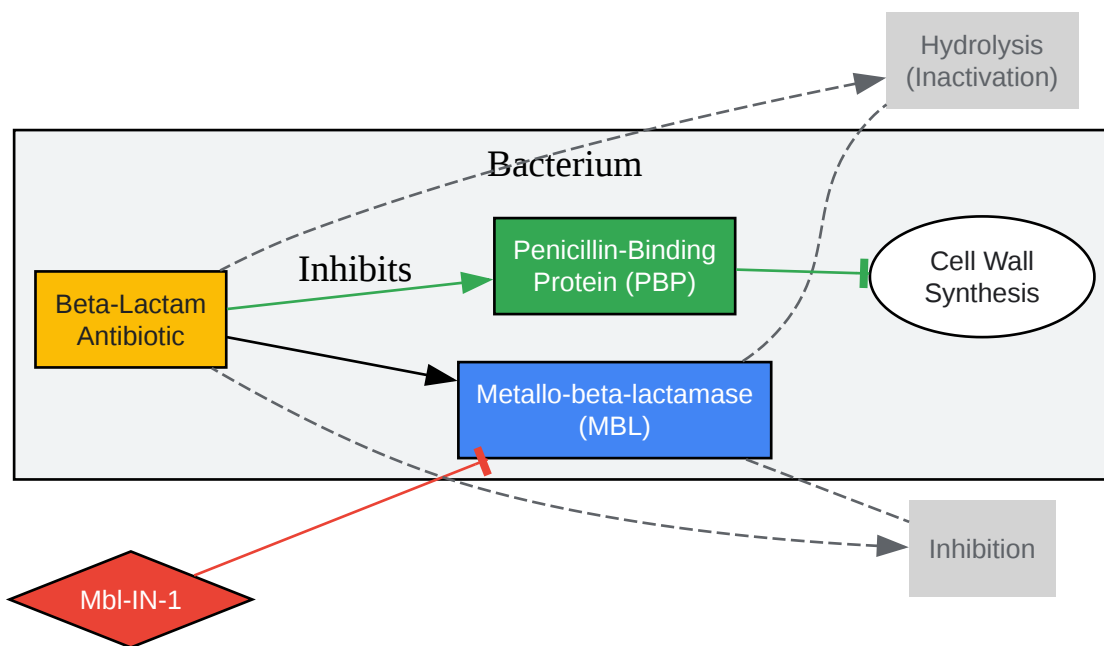 Hydrolysis
(Inactivation)
Bacterium
Inhibits
Penicillin-Binding
Protein (PBP)
Cell Wall
Synthesis
Beta-Lactam
Antibiotic
Metallo-beta-lactamase
(MBL)
Inhibition
Mbl-IN-1